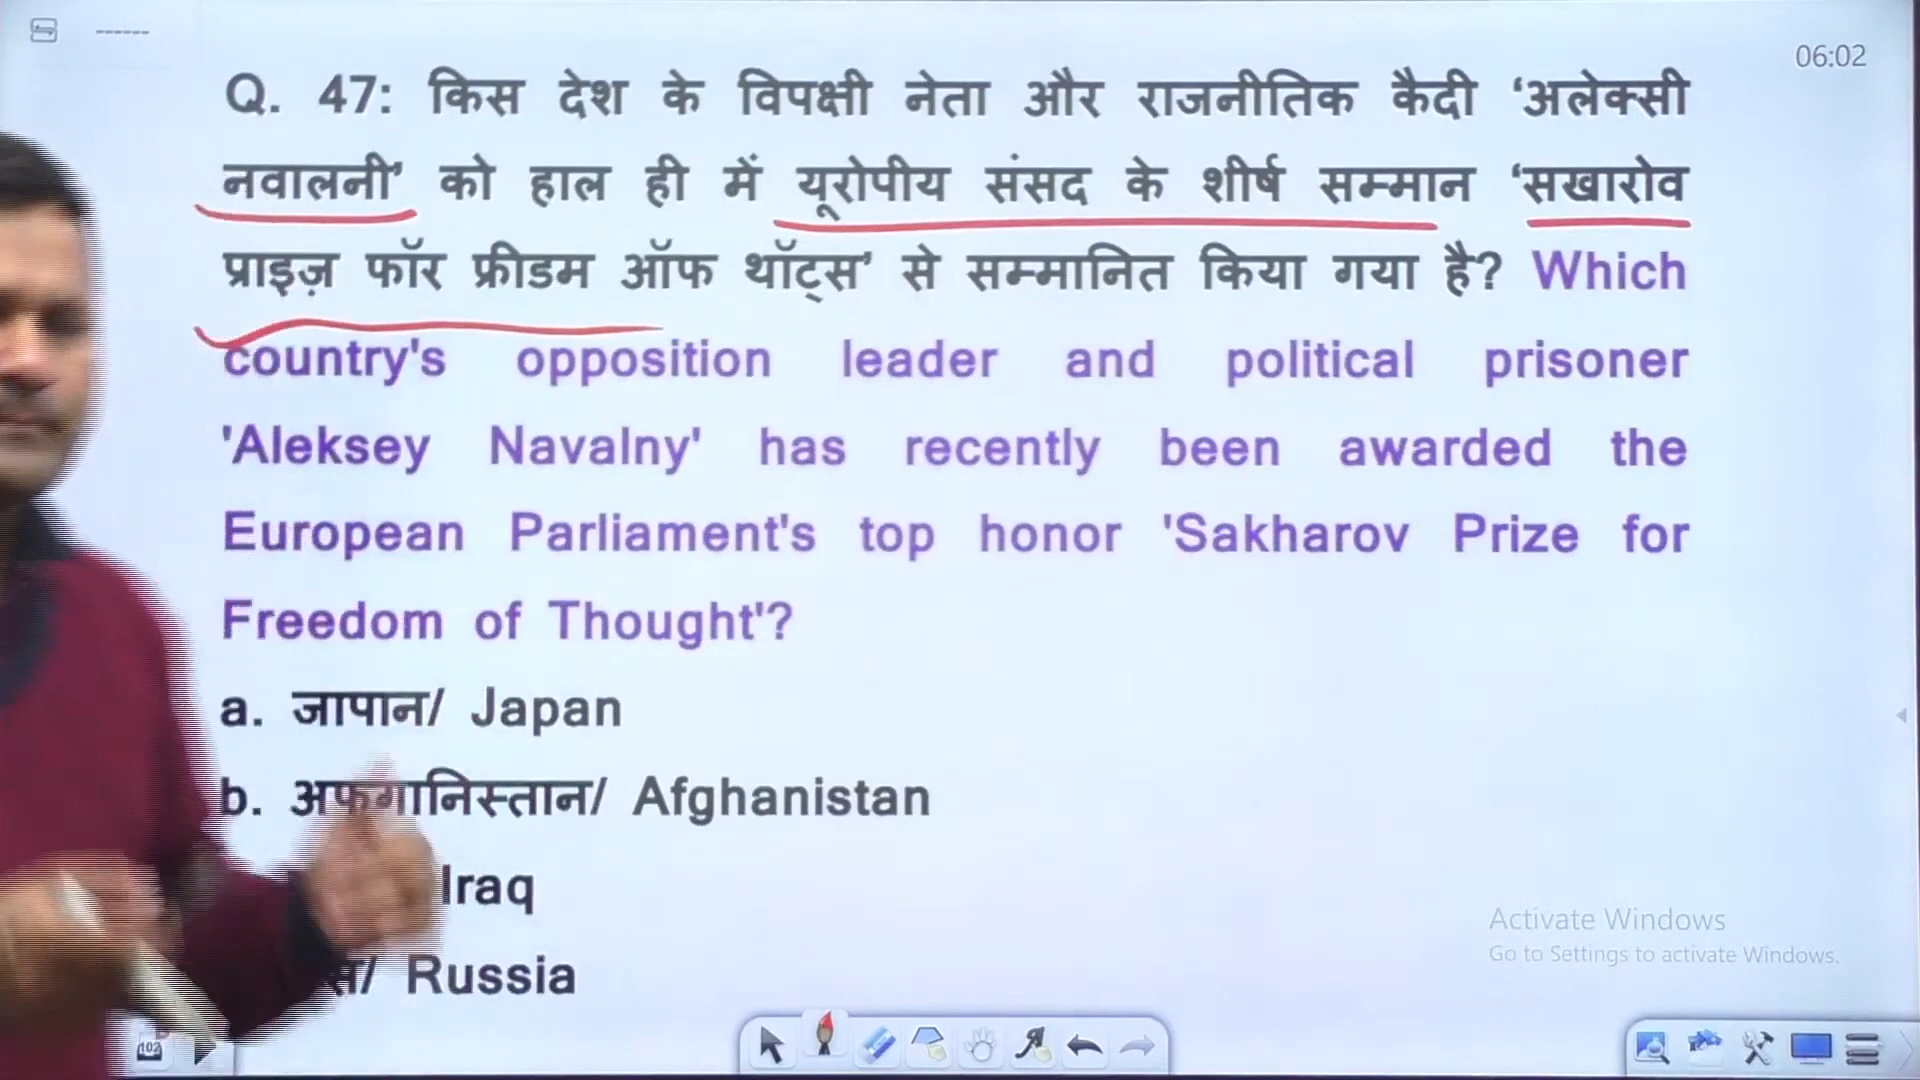 06:02
Q. 47: किस देश के विपक्षी नेता और राजनीतिक कैदी ‘अलेक्सी
नवालनी’ को हाल ही में यूरोपीय संसद के शीर्ष सम्मान ‘सखारोव
प्राइज़ फॉर फ्रीडम ऑफ थॉट्स’ से सम्मानित किया गया है? Which
country's opposition leader and political prisoner
'Aleksey Navalny' has recently been awarded the
European Parliament's top honor 'Sakharov Prize for
Freedom of Thought'?
a. जापान/ Japan
b. अफगानिस्तान/ Afghanistan
Iraq
स/ Russia
Activate Windows
Go to Settings to activate Windows.
102